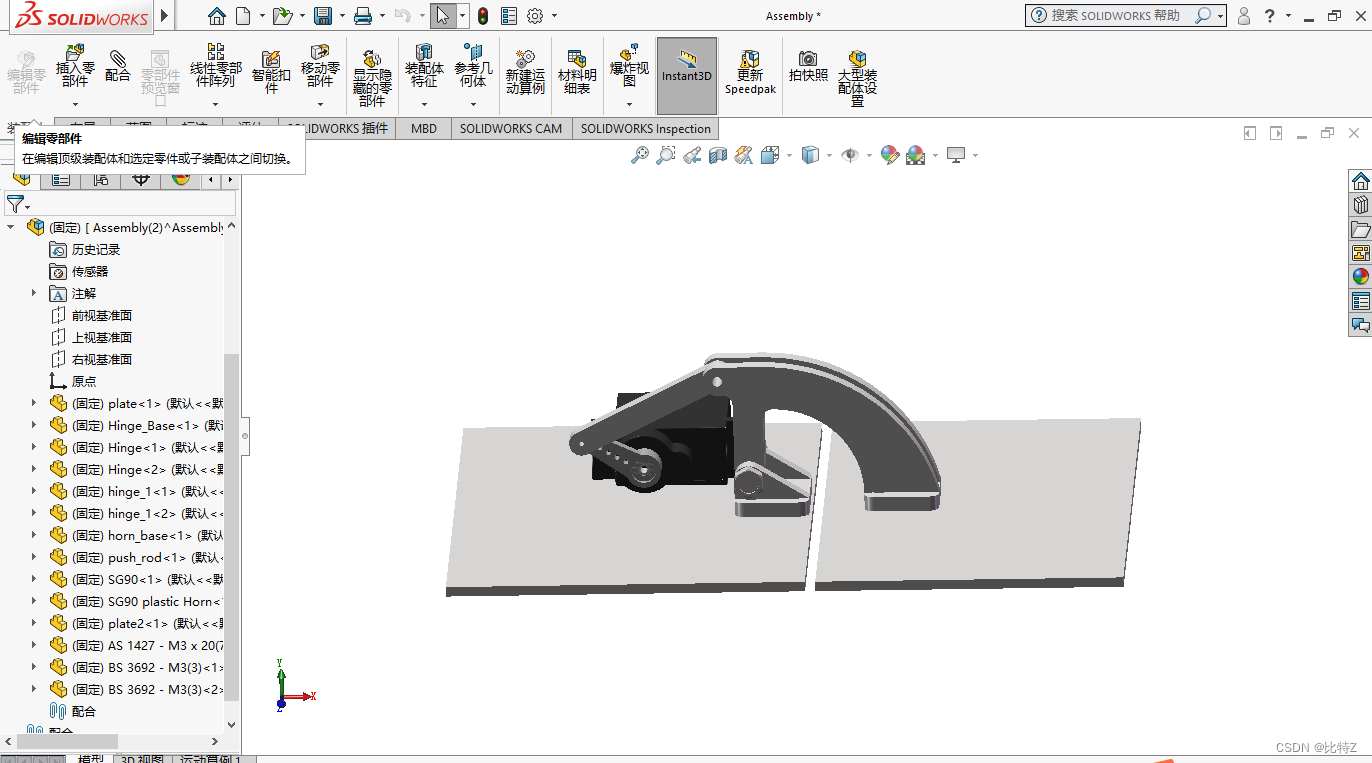 SOLIDWORKS
Assembly *
搜索 SOLIDWORKS 帮助
编辑零
部件
插入零
部件
配合
零部件
预览窗
口
线性零部
件阵列
智能扣
件
移动零
部件
显示隐
藏的零
部件
装配体
特征
参考几
何体
新建运
动算例
材料明
细表
爆炸视
图
Instant3D
更新
Speedpak
拍快照
大型装
配体设
置
SOLIDWORKS 插件
MBD
SOLIDWORKS CAM
SOLIDWORKS Inspection
编辑零部件
在编辑顶级装配体和选定零件或子装配体之间切换。
(固定) [ Assembly(2)^Assembly
历史记录
传感器
注解
前视基准面
上视基准面
右视基准面
原点
(固定) plate<1> (默认<<默
(固定) Hinge_Base<1> (默
(固定) Hinge<1> (默认<<默
(固定) Hinge<2> (默认<<默
(固定) hinge_1<1> (默认<<
(固定) hinge_1<2> (默认<<
(固定) horn_base<1> (默认
(固定) push_rod<1> (默认<
(固定) SG90<1> (默认<<默
(固定) SG90 plastic Horn<
(固定) plate2<1> (默认<<默
(固定) AS 1427 - M3 x 20(7
(固定) BS 3692 - M3(3)<1>
(固定) BS 3692 - M3(3)<2>
配合
配合
模型
3D 视图
运动算例 1
Y
X
Z
CSDN @比特Z